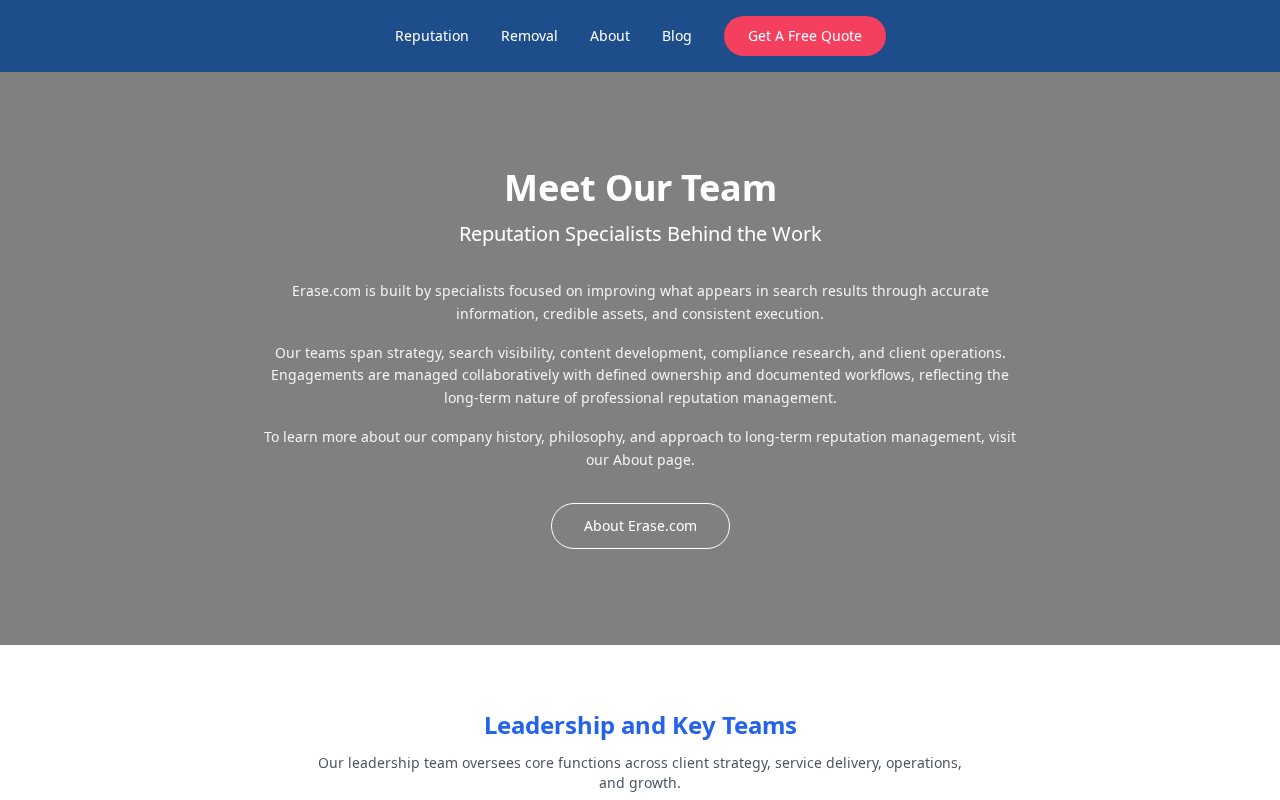 Reputation
Removal
About
Blog
Get A Free Quote
Meet Our Team
Reputation Specialists Behind the Work
Erase.com is built by specialists focused on improving what appears in search results through accurate
information, credible assets, and consistent execution.
Our teams span strategy, search visibility, content development, compliance research, and client operations.
Engagements are managed collaboratively with defined ownership and documented workflows, reflecting the
long-term nature of professional reputation management.
To learn more about our company history, philosophy, and approach to long-term reputation management, visit
our About page.
About Erase.com
Leadership and Key Teams
Our leadership team oversees core functions across client strategy, service delivery, operations,
and growth.